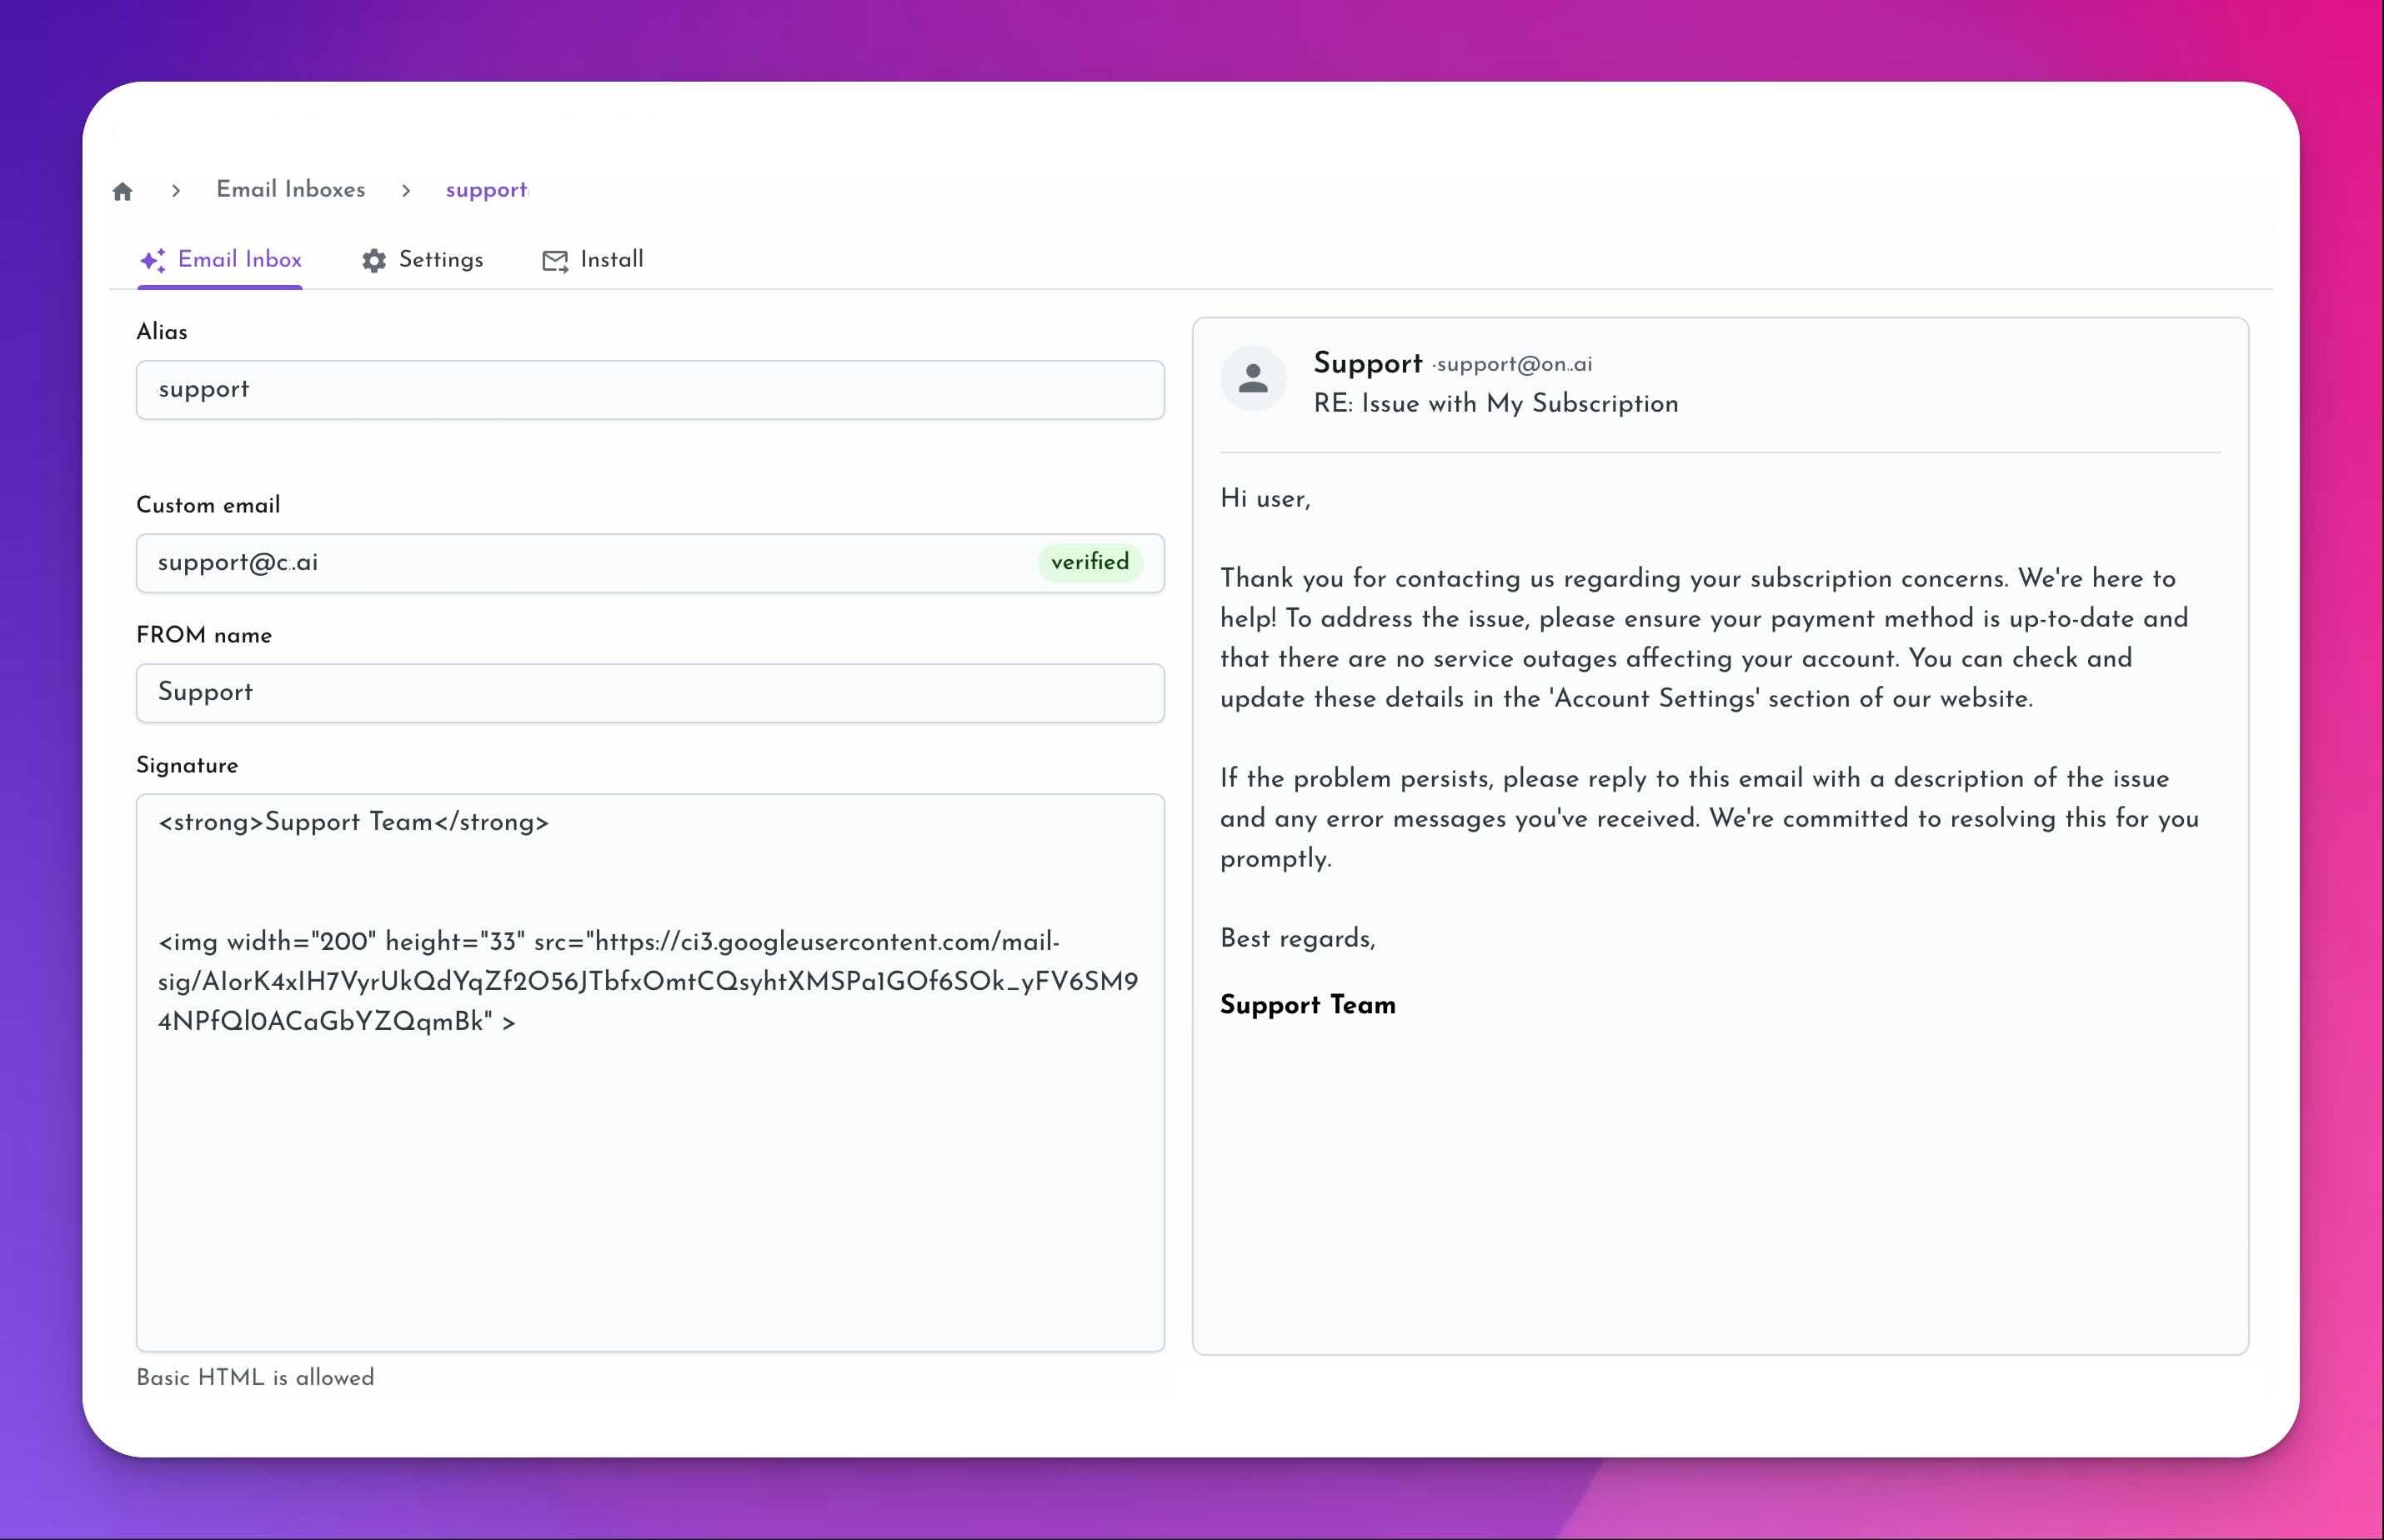 Email Inboxes
support
Email Inbox
Settings
Install
Alias
support
Custom email
support@c.ai
verified
FROM name
Support
Signature
<strong>Support Team</strong>
<img width="200" height="33" src="https://ci3.googleusercontent.com/mail-
sig/AIorK4xIH7VyrUkQdYqZf2O56JTbfxOmtCQsyhtXMSPa1GOf6SOk_yFV6SM9
4NPfQl0ACaGbYZQqmBk" >
Basic HTML is allowed
Support support@on..ai
RE: Issue with My Subscription
Hi user,
Thank you for contacting us regarding your subscription concerns. We're here to
help! To address the issue, please ensure your payment method is up-to-date and
that there are no service outages affecting your account. You can check and
update these details in the 'Account Settings' section of our website.
If the problem persists, please reply to this email with a description of the issue
and any error messages you've received. We're committed to resolving this for you
promptly.
Best regards,
Support Team